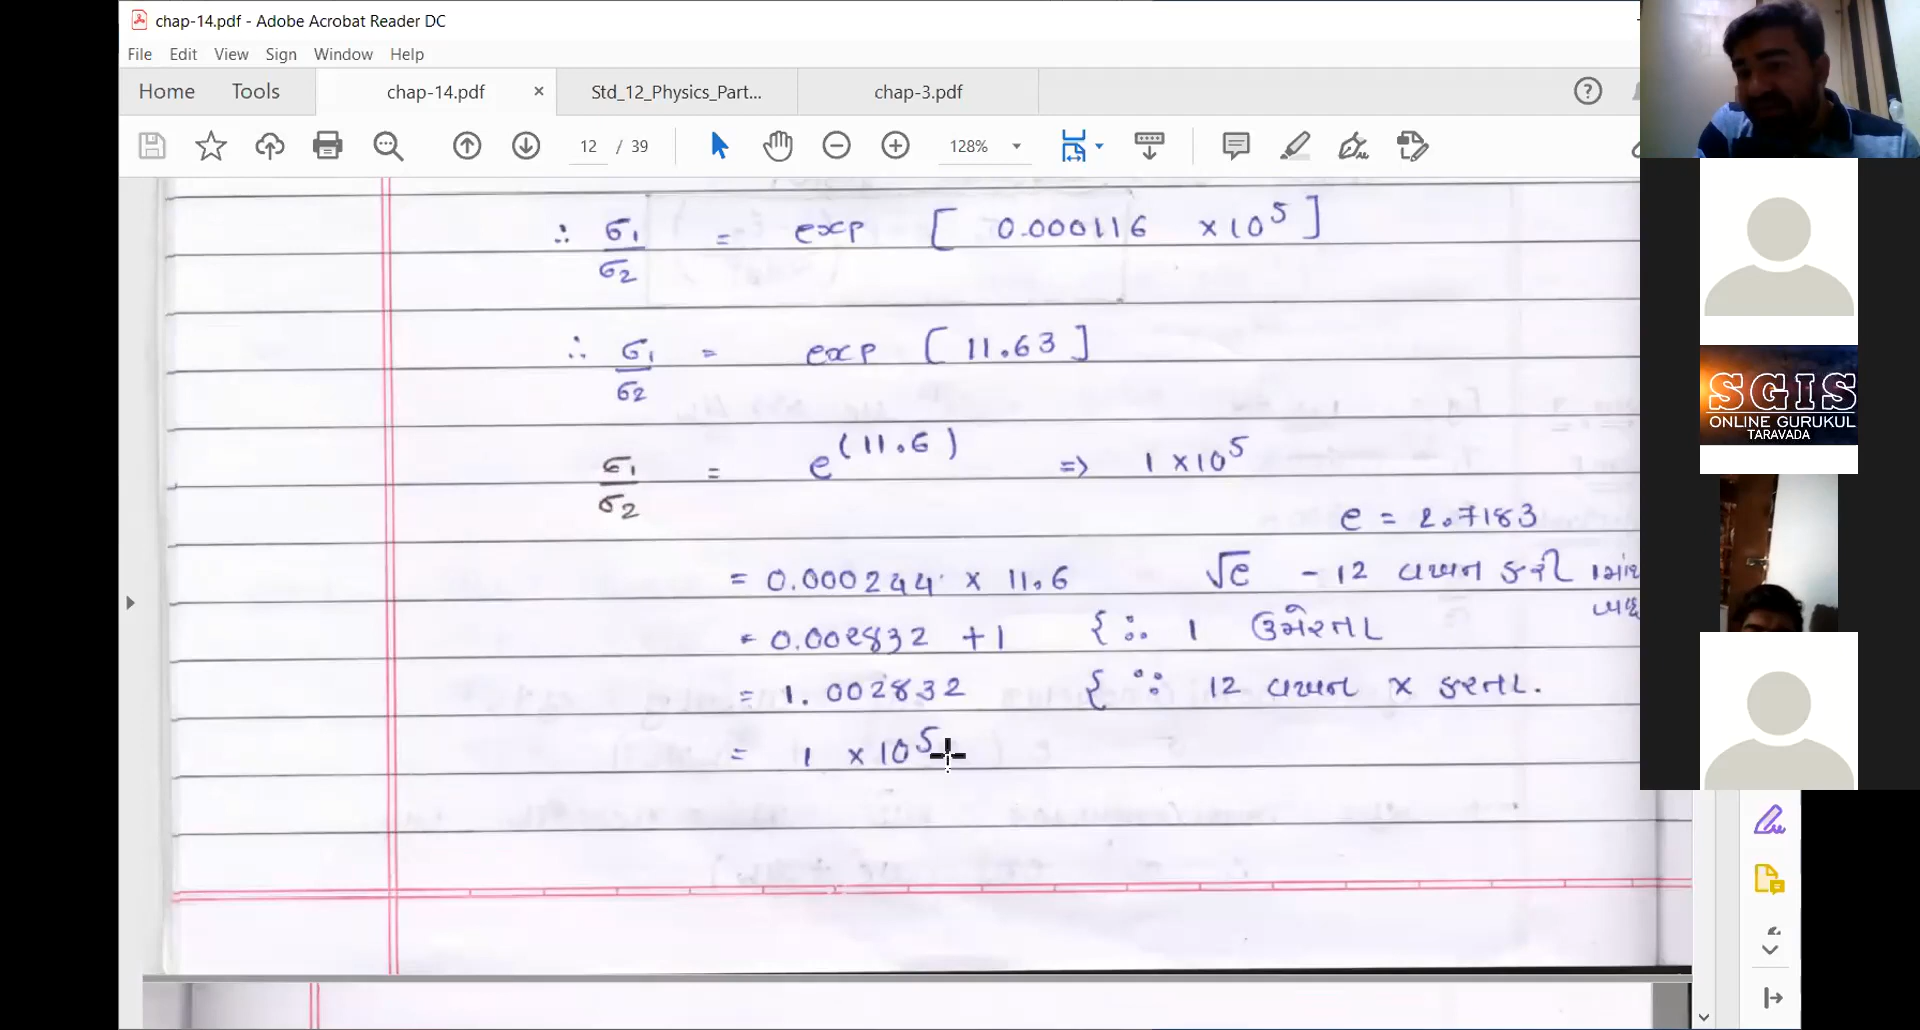 chap-14.pdf - Adobe Acrobat Reader DC
File Edit View Sign Window Help
Home Tools chap-14.pdf × Std_12_Physics_Part... chap-3.pdf
12 / 39 128%
∴ σ₁/σ₂ = exp [ 0.000116 ×10⁵ ]
∴ σ₁/σ₂ = exp [ 11.63 ]
σ₁/σ₂ = e^(11.6) => 1 ×10⁵
e = 2.7183
= 0.000244 × 11.6 √e - 12 વખત કરી
= 0.002832 + 1 { ∵ 1 ઉમેરતા
= 1.002832 { ∵ 12 વખત × કરતા.
= 1 ×10⁵
SGIS
ONLINE GURUKUL
TARAVADA